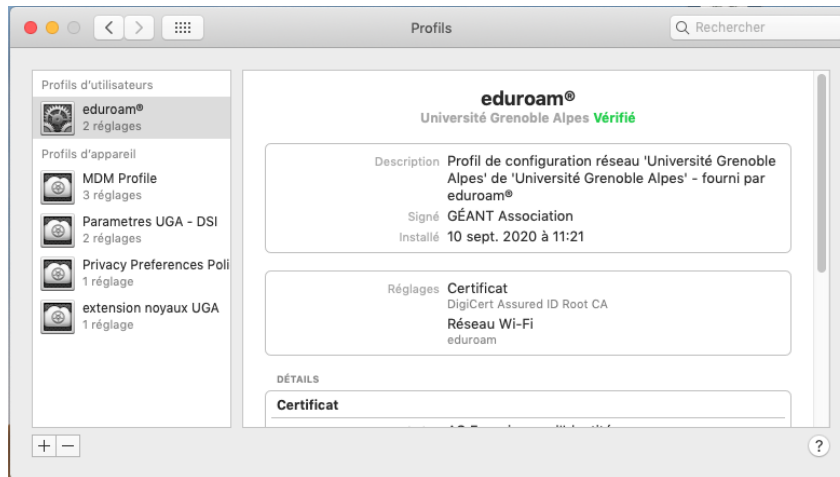 Profils
Rechercher
Profils d'utilisateurs
eduroam®
2 réglages
Profils d'appareil
MDM Profile
3 réglages
Parametres UGA - DSI
2 réglages
Privacy Preferences Poli
1 réglage
extension noyaux UGA
1 réglage
eduroam®
Université Grenoble Alpes Vérifié
Description Profil de configuration réseau 'Université Grenoble
Alpes' de 'Université Grenoble Alpes' - fourni par
eduroam®
Signé GÉANT Association
Installé 10 sept. 2020 à 11:21
Réglages Certificat
DigiCert Assured ID Root CA
Réseau Wi-Fi
eduroam
DÉTAILS
Certificat
+ −
?